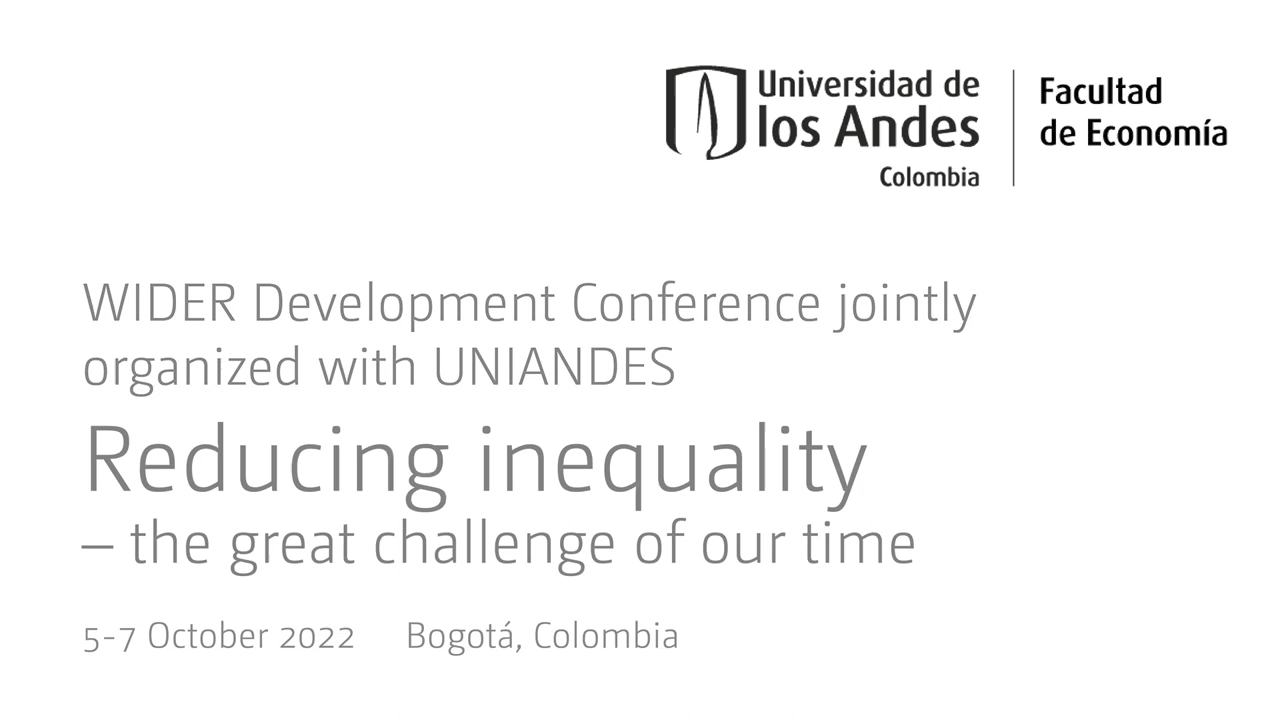 Universidad de
los Andes
Colombia
Facultad
de Economía
WIDER Development Conference jointly
organized with UNIANDES
Reducing inequality
– the great challenge of our time
5-7 October 2022 Bogotá, Colombia